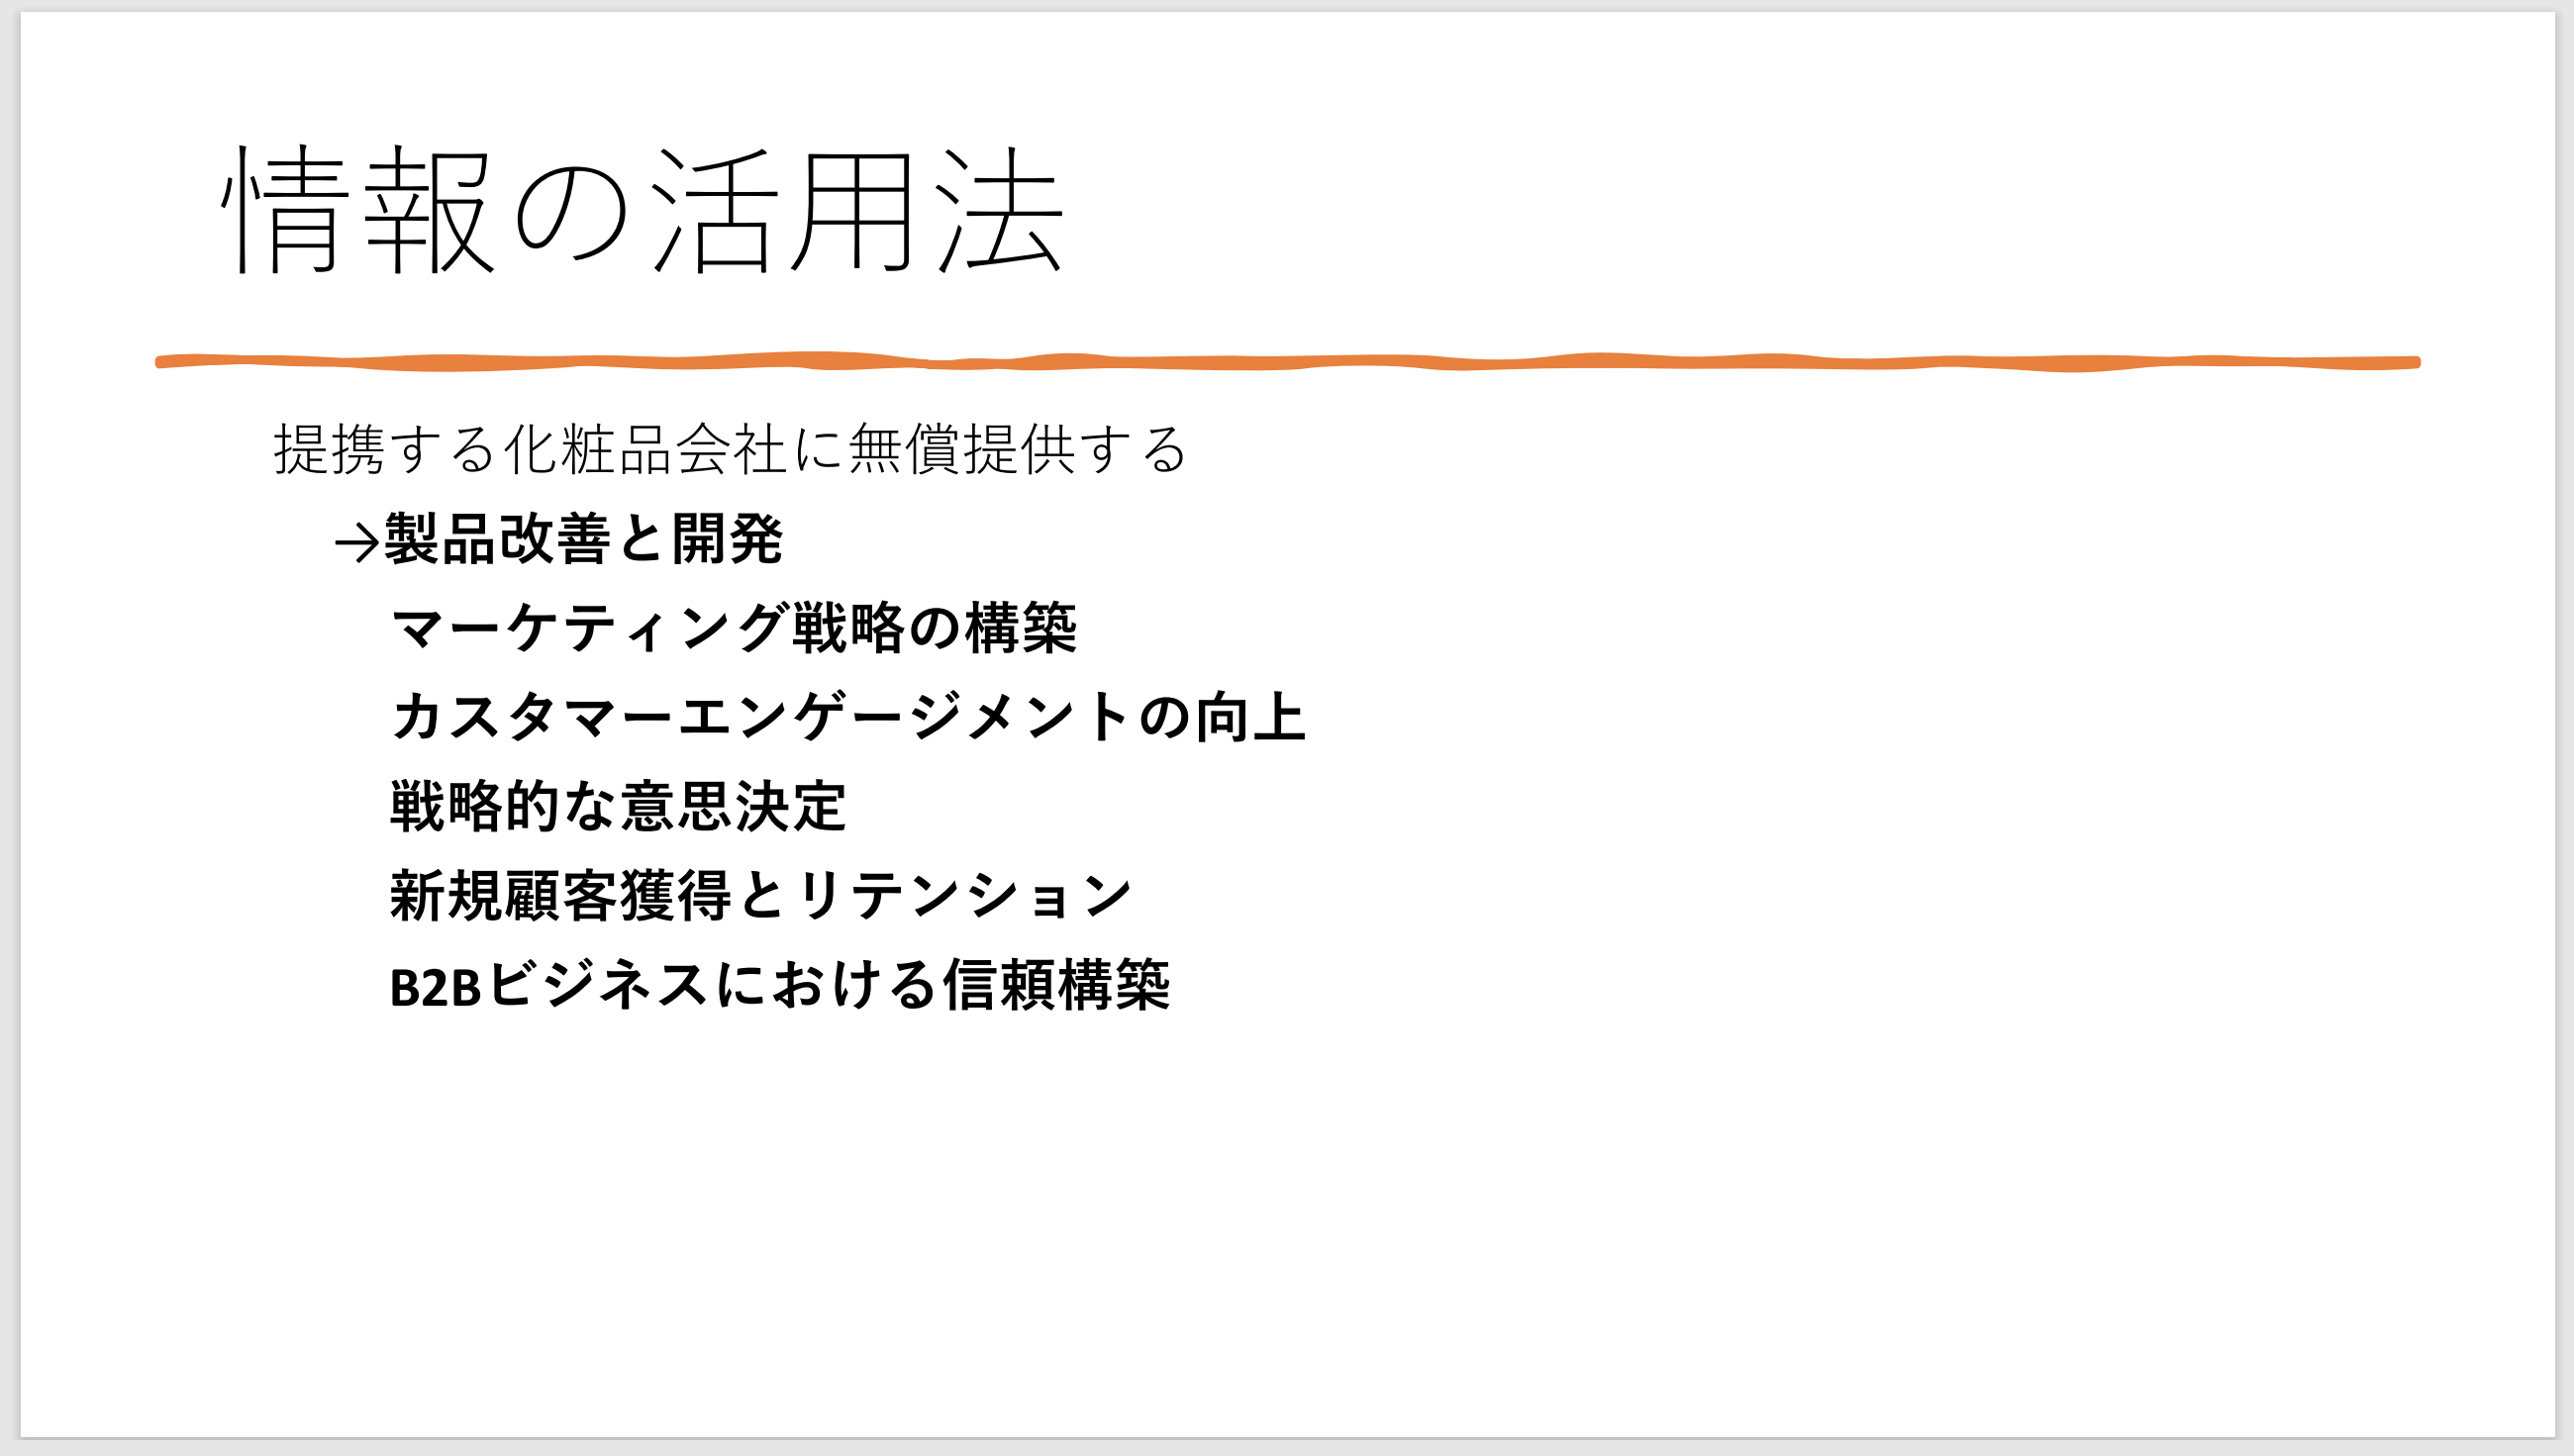 情報の活用法
提携する化粧品会社に無償提供する
→製品改善と開発
マーケティング戦略の構築
カスタマーエンゲージメントの向上
戦略的な意思決定
新規顧客獲得とリテンション
B2Bビジネスにおける信頼構築